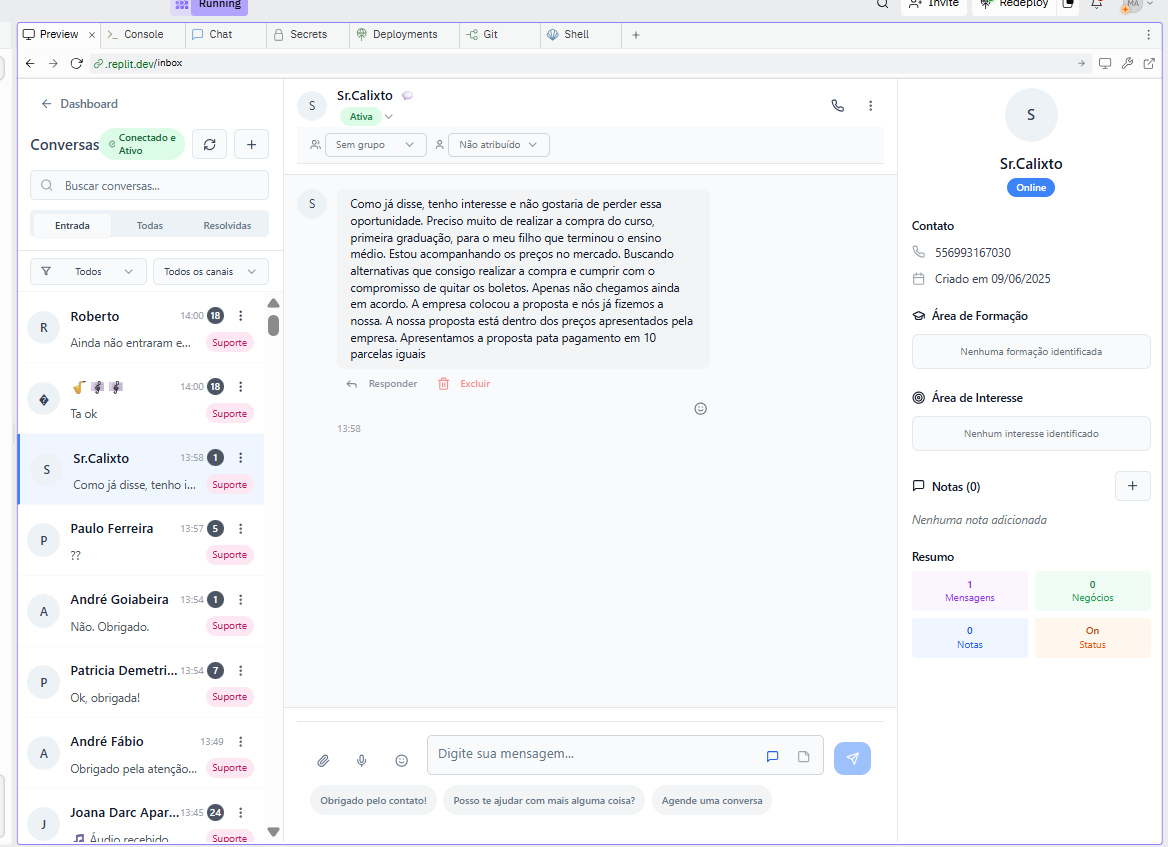 Running
Invite
Redeploy
MA
Preview
Console
Chat
Secrets
Deployments
Git
Shell
.replit.dev/inbox
Dashboard
Conversas
Conectado e
Ativo
Buscar conversas...
Entrada
Todas
Resolvidas
Todos
Todos os canais
R
Roberto
14:00
18
Ainda não entraram e...
Suporte
14:00
18
Ta ok
Suporte
S
Sr.Calixto
13:58
1
Como já disse, tenho i...
Suporte
P
Paulo Ferreira
13:57
5
??
Suporte
A
André Goiabeira
13:54
1
Não. Obrigado.
Suporte
P
Patricia Demetri...
13:54
7
Ok, obrigada!
Suporte
A
André Fábio
13:49
Obrigado pela atenção...
Suporte
J
Joana Darc Apar...
13:45
24
Áudio recebido
Suporte
S
Sr.Calixto
Ativa
Sem grupo
Não atribuído
S
Como já disse, tenho interesse e não gostaria de perder essa
oportunidade. Preciso muito de realizar a compra do curso,
primeira graduação, para o meu filho que terminou o ensino
médio. Estou acompanhando os preços no mercado. Buscando
alternativas que consigo realizar a compra e cumprir com o
compromisso de quitar os boletos. Apenas não chegamos ainda
em acordo. A empresa colocou a proposta e nós já fizemos a
nossa. A nossa proposta está dentro dos preços apresentados pela
empresa. Apresentamos a proposta pata pagamento em 10
parcelas iguais
Responder
Excluir
13:58
Digite sua mensagem...
Obrigado pelo contato!
Posso te ajudar com mais alguma coisa?
Agende uma conversa
S
Sr.Calixto
Online
Contato
556993167030
Criado em 09/06/2025
Área de Formação
Nenhuma formação identificada
Área de Interesse
Nenhum interesse identificado
Notas (0)
Nenhuma nota adicionada
Resumo
1
Mensagens
0
Negócios
0
Notas
On
Status